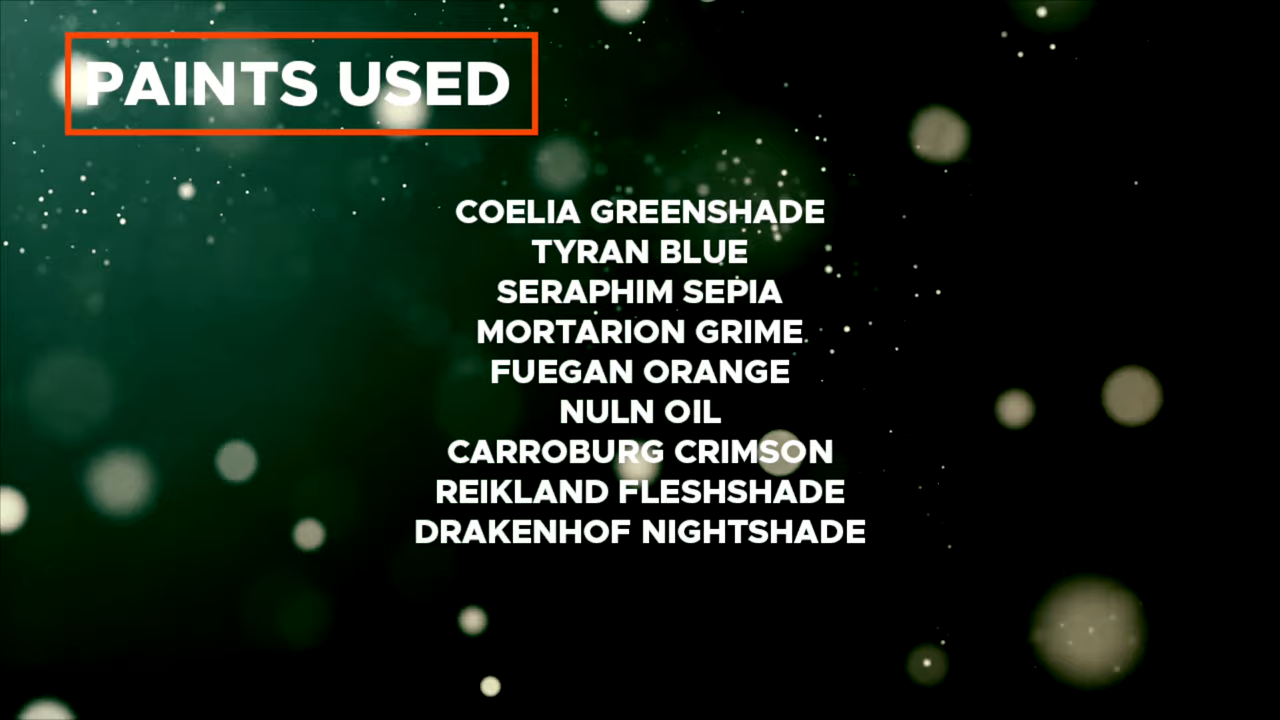 PAINTS USED
COELIA GREENSHADE
TYRAN BLUE
SERAPHIM SEPIA
MORTARION GRIME
FUEGAN ORANGE
NULN OIL
CARROBURG CRIMSON
REIKLAND FLESHSHADE
DRAKENHOF NIGHTSHADE